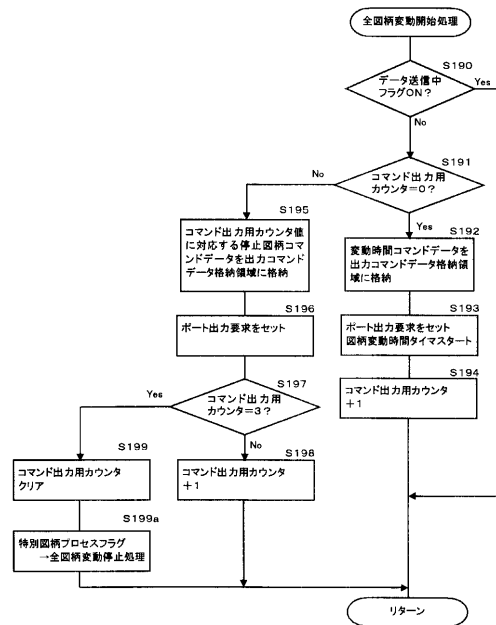 全図柄変動開始処理
S190
データ送信中
フラグON?
Yes
No
S191
コマンド出力用
カウンタ=0?
No
Yes
S195
コマンド出力用カウンタ値
に対応する停止図柄コマ
ンドデータを出力コマンド
データ格納領域に格納
S192
変動時間コマンドデータを
出力コマンドデータ格納領
域に格納
S196
ポート出力要求をセット
S193
ポート出力要求をセット
図柄変動時間タイマスタート
S197
コマンド出力用
カウンタ=3?
Yes
No
S194
コマンド出力用カウンタ
+1
S199
コマンド出力用カウンタ
クリア
S198
コマンド出力用カウンタ
+1
S199a
特別図柄プロセスフラグ
→全図柄変動停止処理
リターン